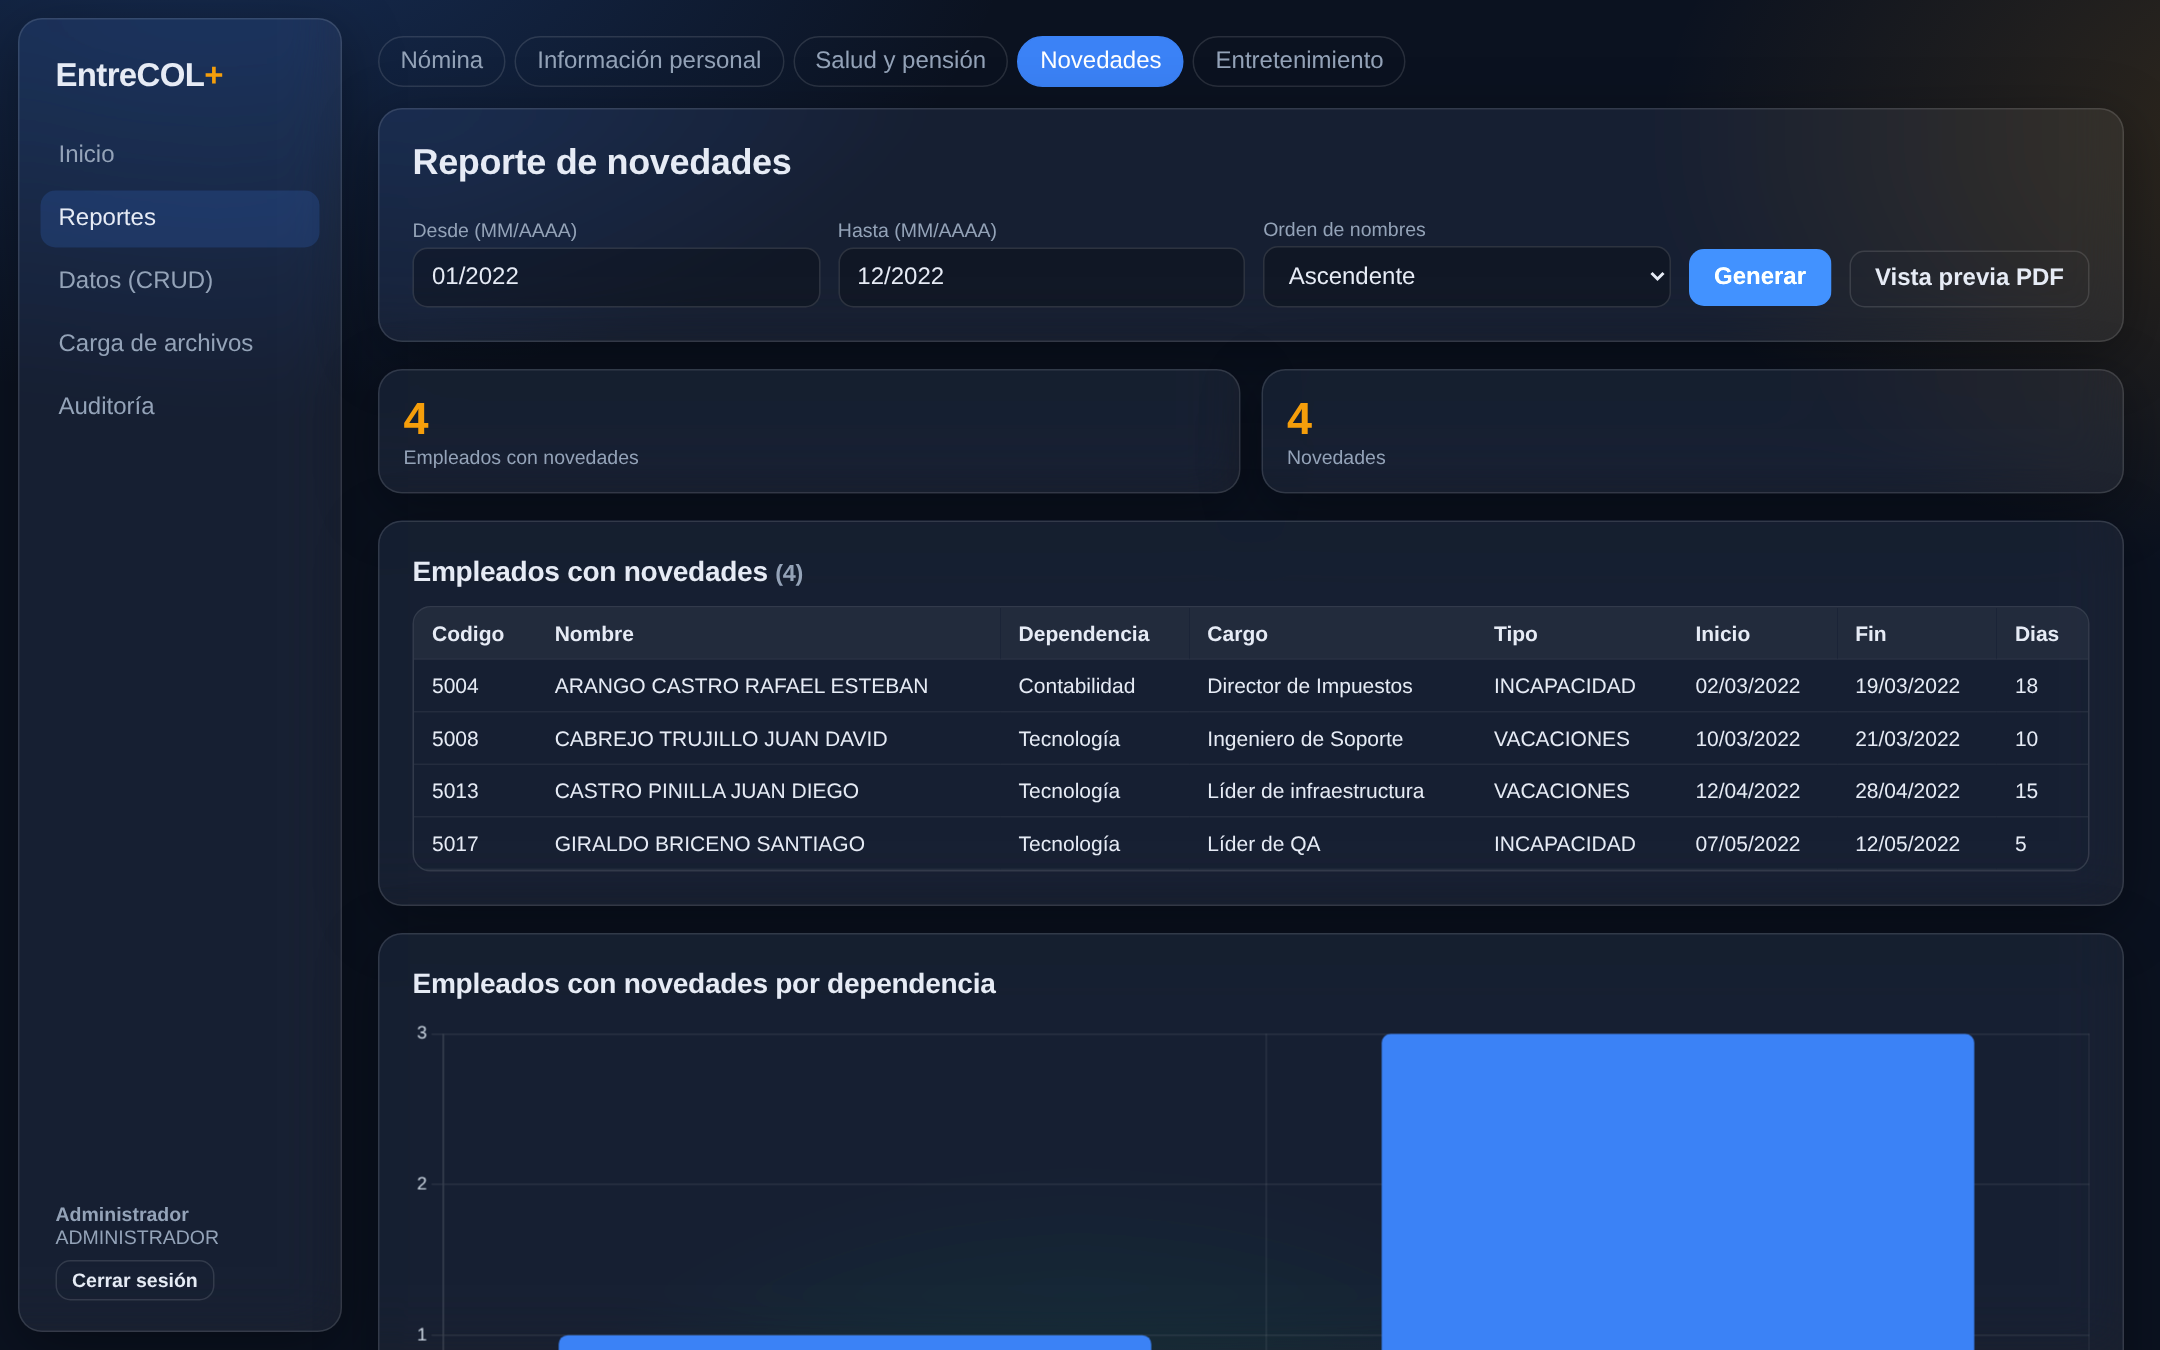 EntreCOL+
Inicio
Reportes
Datos (CRUD)
Carga de archivos
Auditoría
Administrador
ADMINISTRADOR
Cerrar sesión
Nómina Información personal Salud y pensión Novedades Entretenimiento
Reporte de novedades
Desde (MM/AAAA) Hasta (MM/AAAA) Orden de nombres
01/2022 12/2022 Ascendente Generar Vista previa PDF
4
Empleados con novedades
4
Novedades
Empleados con novedades (4)
Codigo Nombre Dependencia Cargo Tipo Inicio Fin Dias
5004 ARANGO CASTRO RAFAEL ESTEBAN Contabilidad Director de Impuestos INCAPACIDAD 02/03/2022 19/03/2022 18
5008 CABREJO TRUJILLO JUAN DAVID Tecnología Ingeniero de Soporte VACACIONES 10/03/2022 21/03/2022 10
5013 CASTRO PINILLA JUAN DIEGO Tecnología Líder de infraestructura VACACIONES 12/04/2022 28/04/2022 15
5017 GIRALDO BRICENO SANTIAGO Tecnología Líder de QA INCAPACIDAD 07/05/2022 12/05/2022 5
Empleados con novedades por dependencia
3
2
1